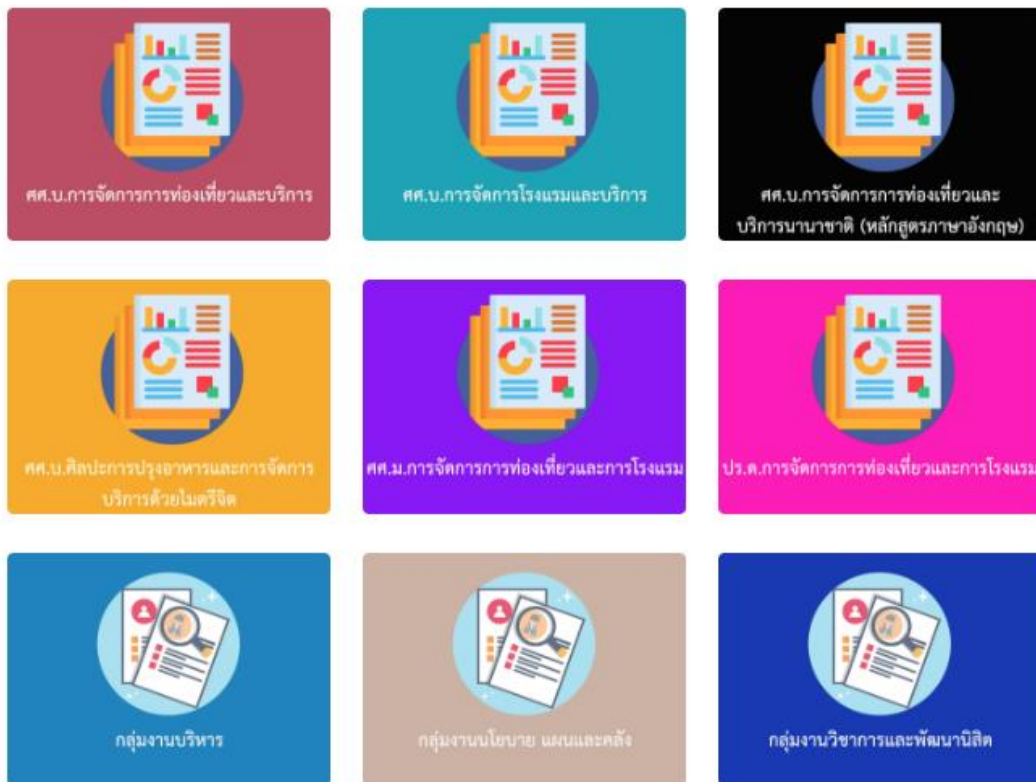 ศศ.บ.การจัดการการท่องเที่ยวและบริการ
ศศ.บ.การจัดการโรงแรมและบริการ
ศศ.บ.การจัดการการท่องเที่ยวและ
บริการนานาชาติ (หลักสูตรภาษาอังกฤษ)
ศศ.บ.ศิลปะการปรุงอาหารและการจัดการ
บริการด้วยไมตรีจิต
ศศ.ม.การจัดการการท่องเที่ยวและการโรงแรม
ปร.ด.การจัดการการท่องเที่ยวและการโรงแรม
กลุ่มงานบริหาร
กลุ่มงานนโยบาย แผนและคลัง
กลุ่มงานวิชาการและพัฒนานิสิต